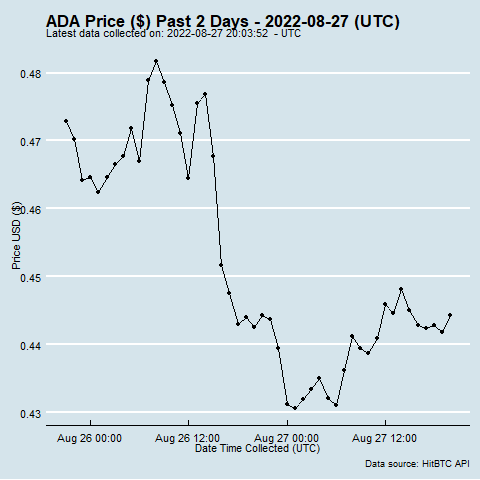 ADA Price ($) Past 2 Days - 2022-08-27 (UTC)
Latest data collected on: 2022-08-27 20:03:52 - UTC
0.48
0.47
0.46
0.45
0.44
0.43
Price USD ($)
Aug 26 00:00 Aug 26 12:00 Aug 27 00:00 Aug 27 12:00
Date Time Collected (UTC)
Data source: HitBTC API